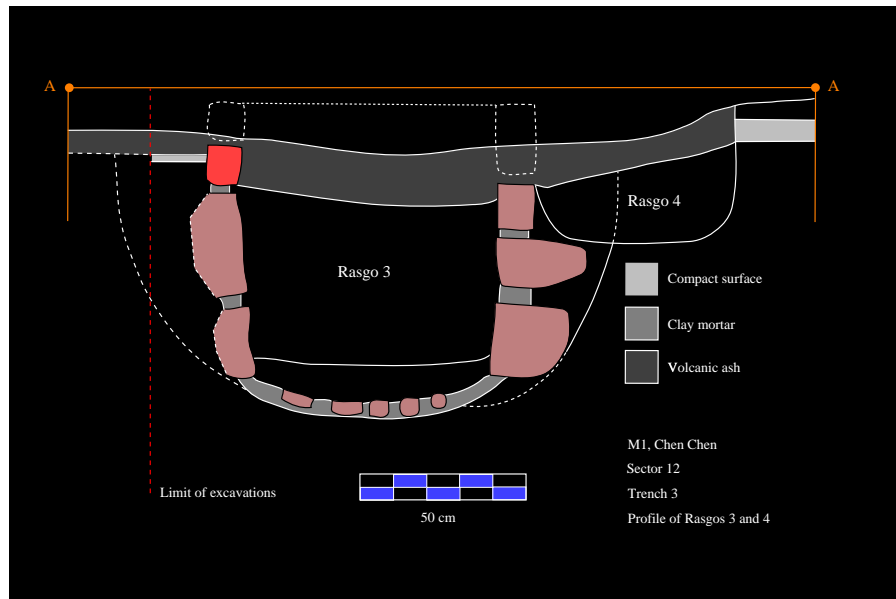 A
A
Rasgo 4
Rasgo 3
Compact surface
Clay mortar
Volcanic ash
M1, Chen Chen
Sector 12
Trench 3
Profile of Rasgos 3 and 4
Limit of excavations
50 cm